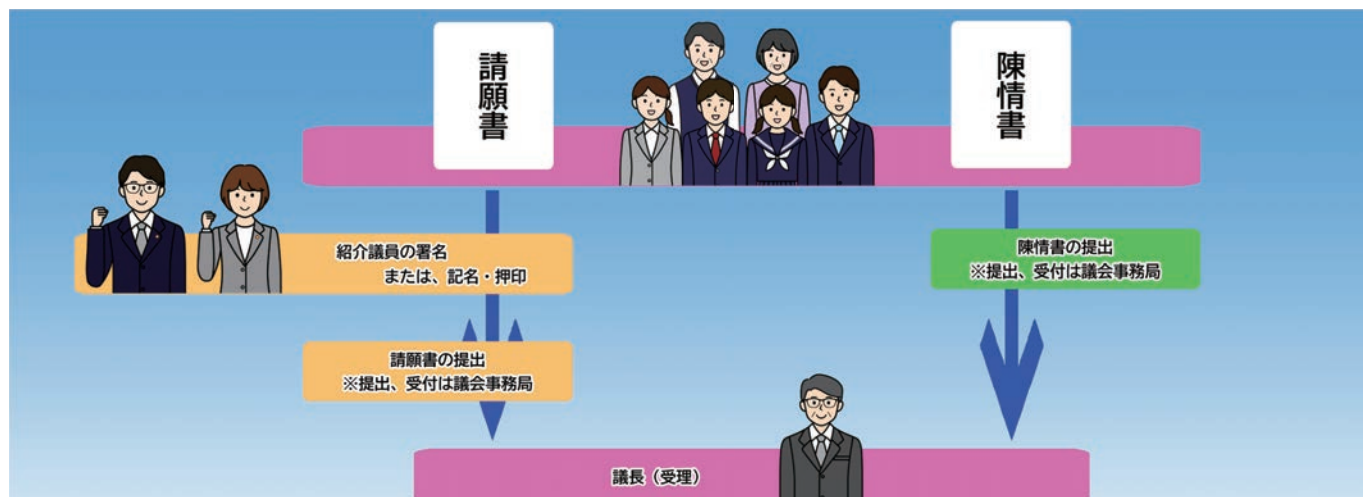 請願書
陳情書
紹介議員の署名
または、記名・押印
請願書の提出
※提出、受付は議会事務局
陳情書の提出
※提出、受付は議会事務局
議長（受理）